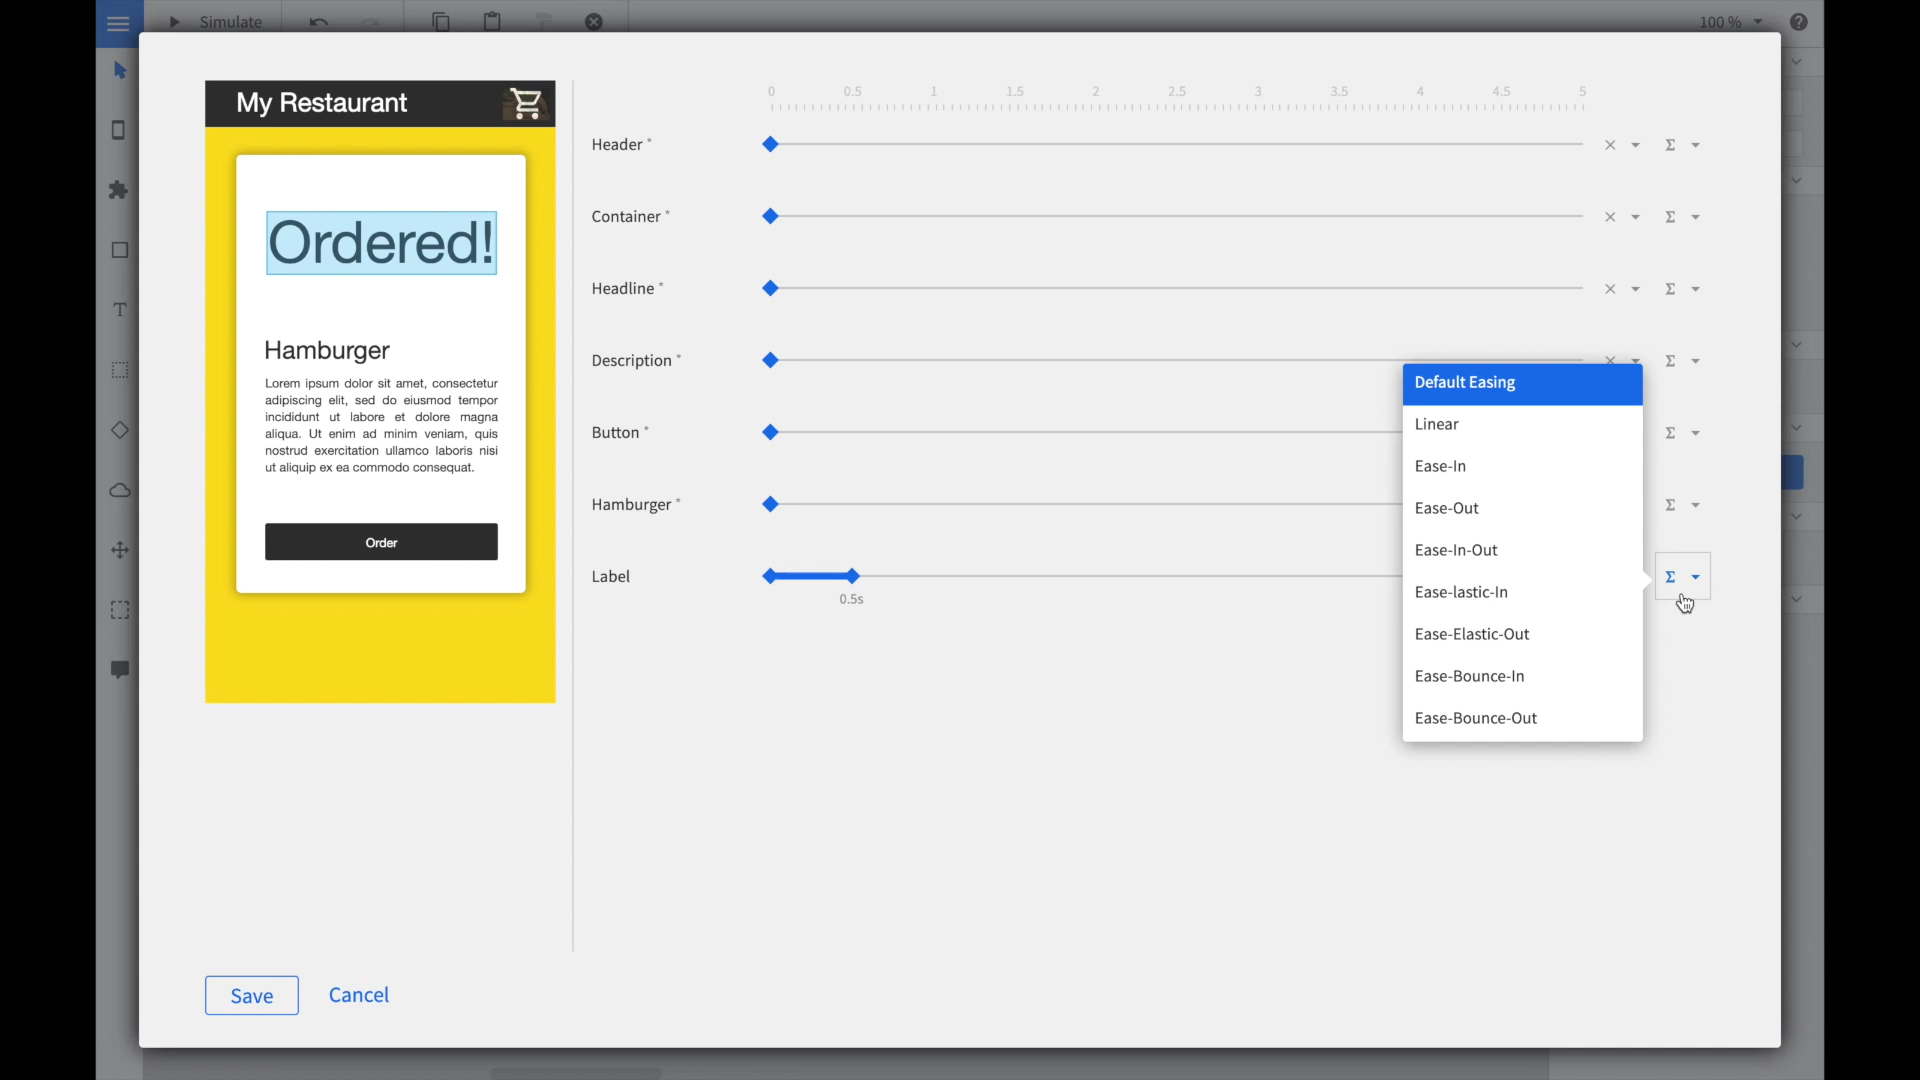 Simulate
100 %
My Restaurant
Ordered!
Hamburger
Lorem ipsum dolor sit amet, consectetur
adipiscing elit, sed do eiusmod tempor
incididunt ut labore et dolore magna
aliqua. Ut enim ad minim veniam, quis
nostrud exercitation ullamco laboris nisi
ut aliquip ex ea commodo consequat.
Order
0 0.5 1 1.5 2 2.5 3 3.5 4 4.5 5
Header * Σ
Container * Σ
Headline * Σ
Description * Σ
Button * Σ
Hamburger * Σ
Label Σ
0.5s
Default Easing
Linear
Ease-In
Ease-Out
Ease-In-Out
Ease-lastic-In
Ease-Elastic-Out
Ease-Bounce-In
Ease-Bounce-Out
Save
Cancel